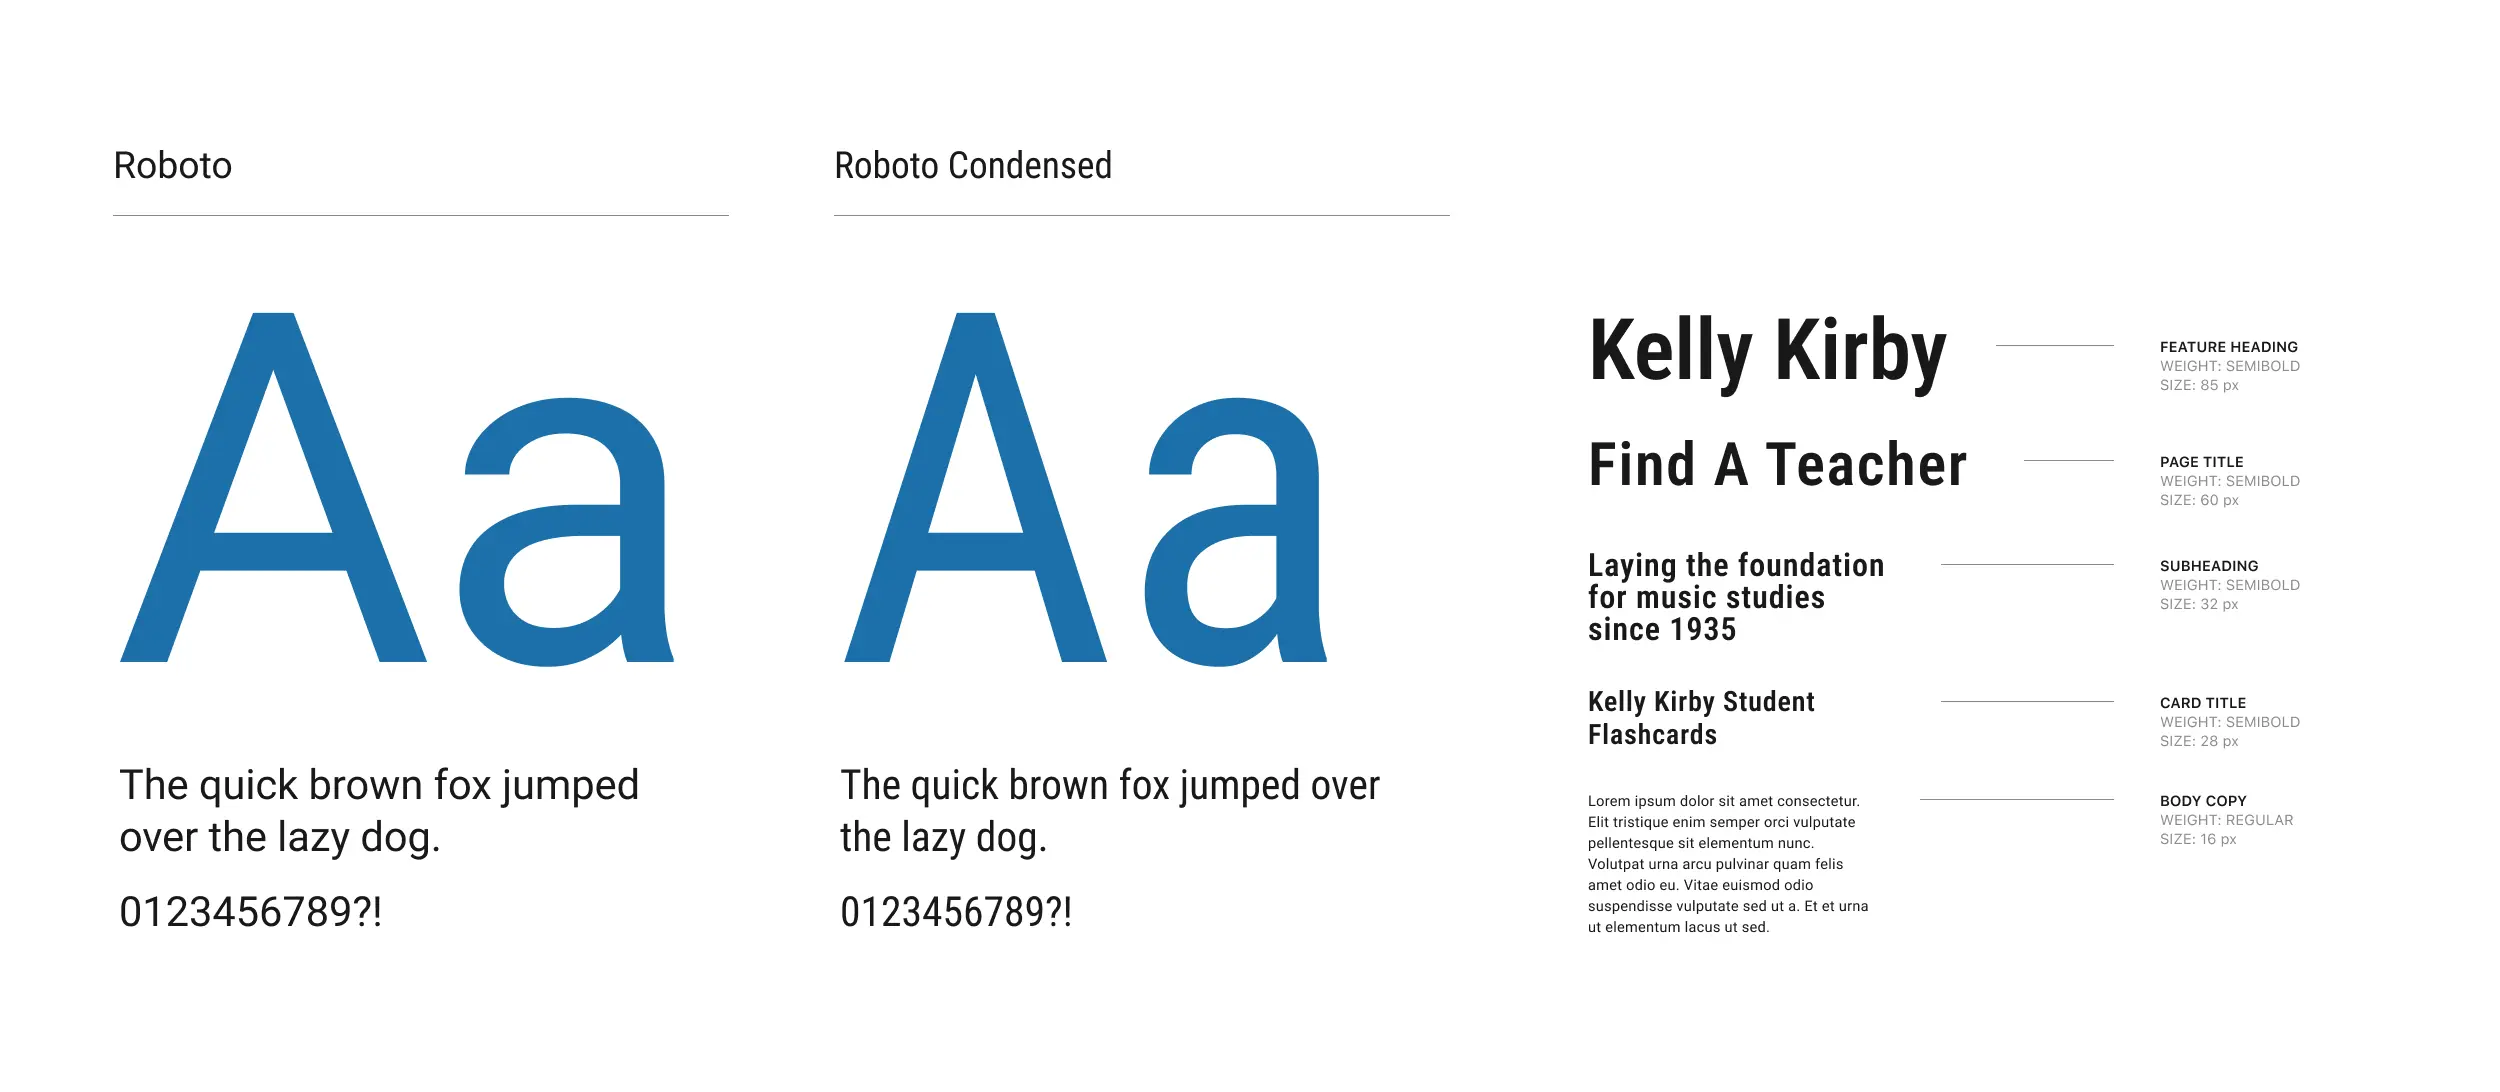 Roboto
Aa
The quick brown fox jumped
over the lazy dog.
0123456789?!
Roboto Condensed
Aa
The quick brown fox jumped over
the lazy dog.
0123456789?!
Kelly Kirby
FEATURE HEADING
WEIGHT: SEMIBOLD
SIZE: 85 px
Find A Teacher
PAGE TITLE
WEIGHT: SEMIBOLD
SIZE: 60 px
Laying the foundation
for music studies
since 1935
SUBHEADING
WEIGHT: SEMIBOLD
SIZE: 32 px
Kelly Kirby Student
Flashcards
CARD TITLE
WEIGHT: SEMIBOLD
SIZE: 28 px
Lorem ipsum dolor sit amet consectetur.
Elit tristique enim semper orci vulputate
pellentesque sit elementum nunc.
Volutpat urna arcu pulvinar quam felis
amet odio eu. Vitae euismod odio
suspendisse vulputate sed ut a. Et et urna
ut elementum lacus ut sed.
BODY COPY
WEIGHT: REGULAR
SIZE: 16 px